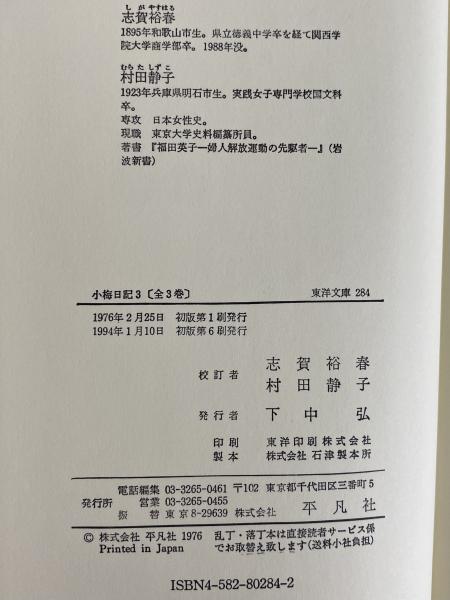 しがやすはる
志賀裕春
1895年和歌山市生。県立徳義中学卒を経て関西学
院大学商学部卒。1988年没。
むらたしずこ
村田静子
1923年兵庫県明石市生。実践女子専門学校国文科
卒。
専攻 日本女性史。
現職 東京大学史料編纂所員。
著書 『福田英子―婦人解放運動の先駆者―』(岩
波新書)
小梅日記3〔全3巻〕 東洋文庫 284
1976年2月25日 初版第1刷発行
1994年1月10日 初版第6刷発行
校訂者 志賀裕春
村田静子
発行者 下中弘
印刷 東洋印刷株式会社
製本 株式会社 石津製本所
発行所 電話編集 03-3265-0461 〒102 東京都千代田区三番町5
営業 03-3265-0455
振替 東京 8-29639 株式会社 平凡社
© 株式会社 平凡社 1976 乱丁・落丁本は直接読者サービス係
Printed in Japan でお取替え致します(送料小社負担)
ISBN4-582-80284-2